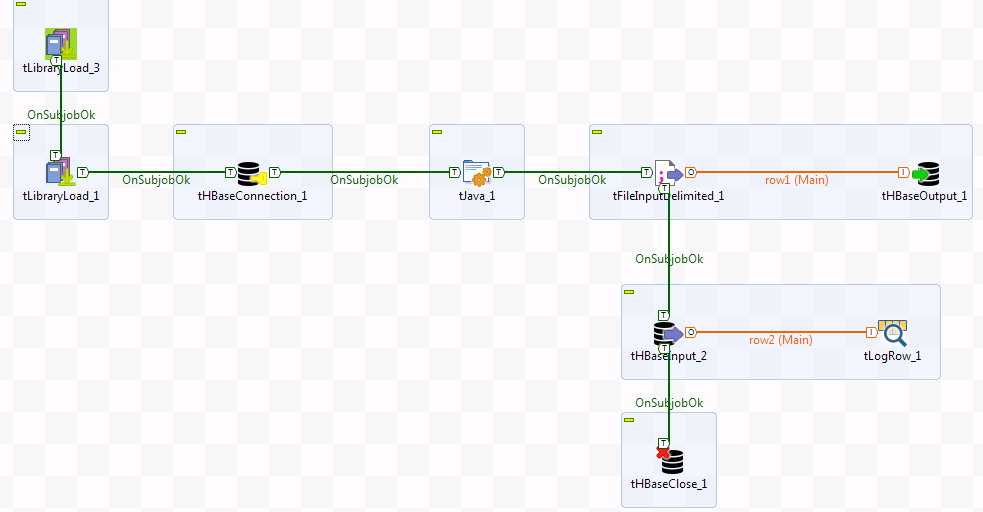 tLibraryLoad_3
OnSubjobOk
tLibraryLoad_1
OnSubjobOk
tHBaseConnection_1
OnSubjobOk
tJava_1
OnSubjobOk
tFileInputDelimited_1
row1 (Main)
tHBaseOutput_1
OnSubjobOk
tHBaseInput_2
row2 (Main)
tLogRow_1
OnSubjobOk
tHBaseClose_1